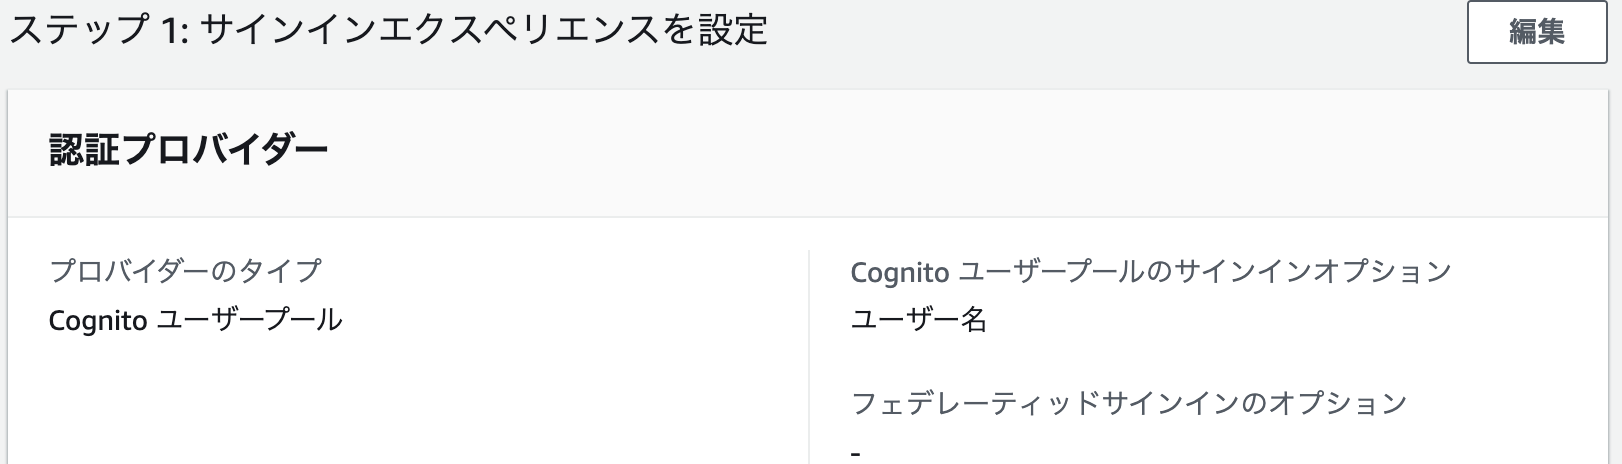 ステップ 1: サインインエクスペリエンスを設定
編集
認証プロバイダー
プロバイダーのタイプ
Cognito ユーザープール
Cognito ユーザープールのサインインオプション
ユーザー名
フェデレーティッドサインインのオプション
-